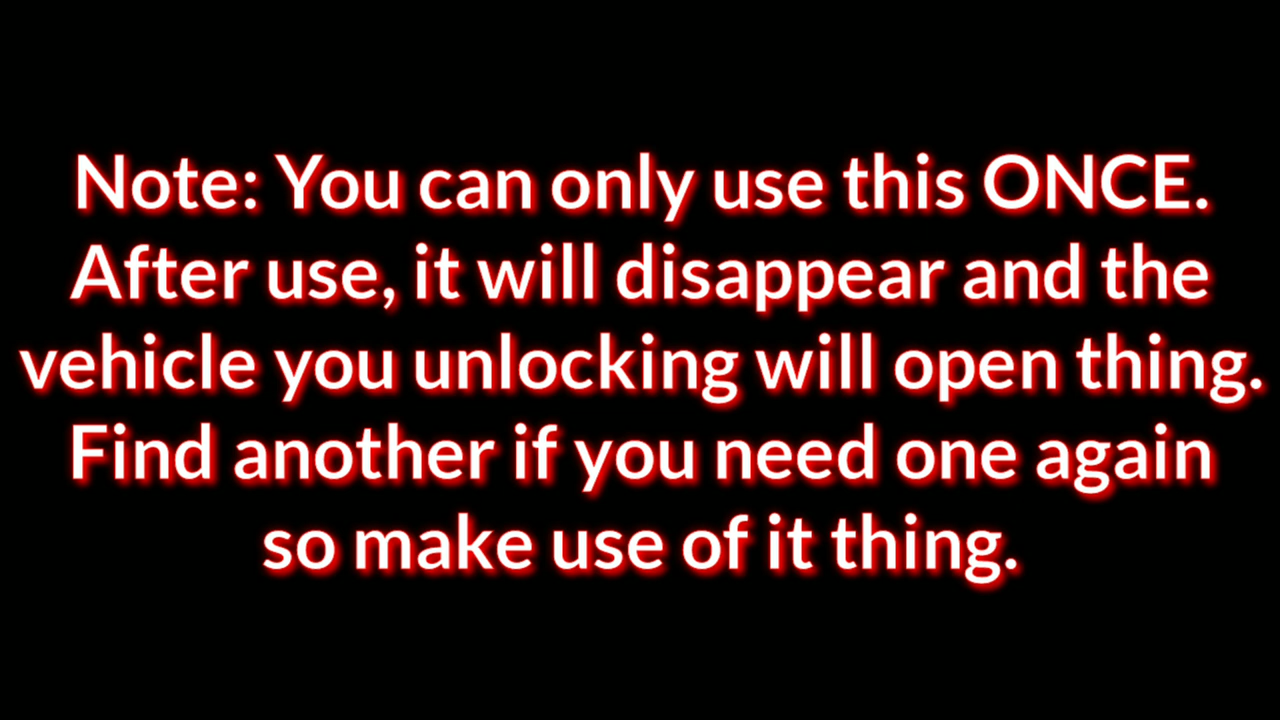 Note: You can only use this ONCE.
After use, it will disappear and the
vehicle you unlocking will open thing.
Find another if you need one again
so make use of it thing.